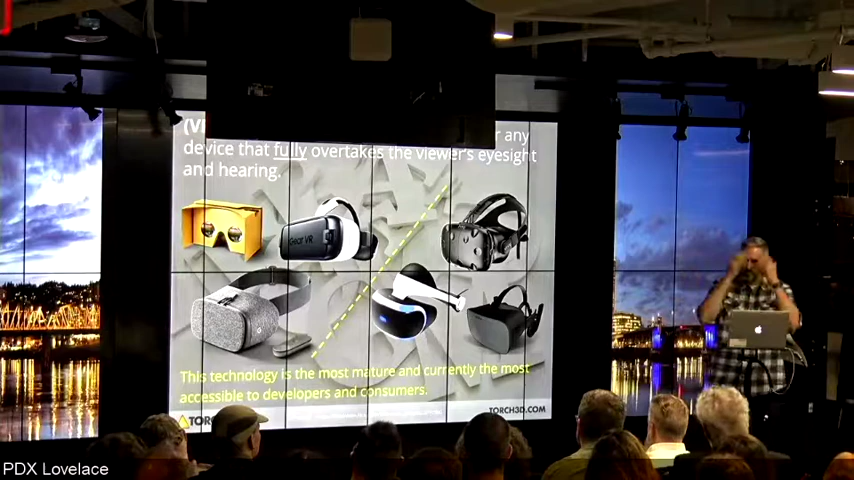 (V
r any
device that fully overtakes the viewer's eyesight
and hearing.
Gear VR
This technology is the most mature and currently the most
accessible to developers and consumers.
TORC
TORCH3D.COM
PDX Lovelace